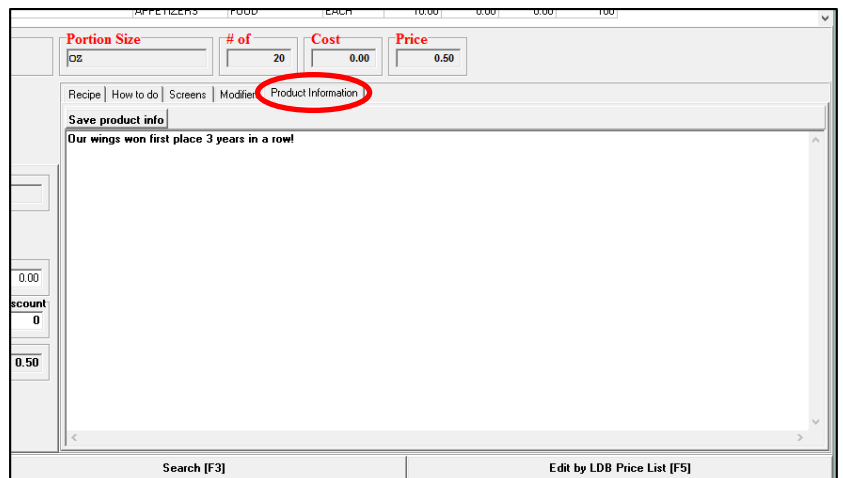 APPETIZERS FOOD EACH 10.00 0.00 0.00 100
Portion Size # of Cost Price
OZ 20 0.00 0.50
Recipe How to do Screens Modifier Product Information
Save product info
Our wings won first place 3 years in a row!
0.00
scount
0
0.50
Search [F3] Edit by LDB Price List [F5]